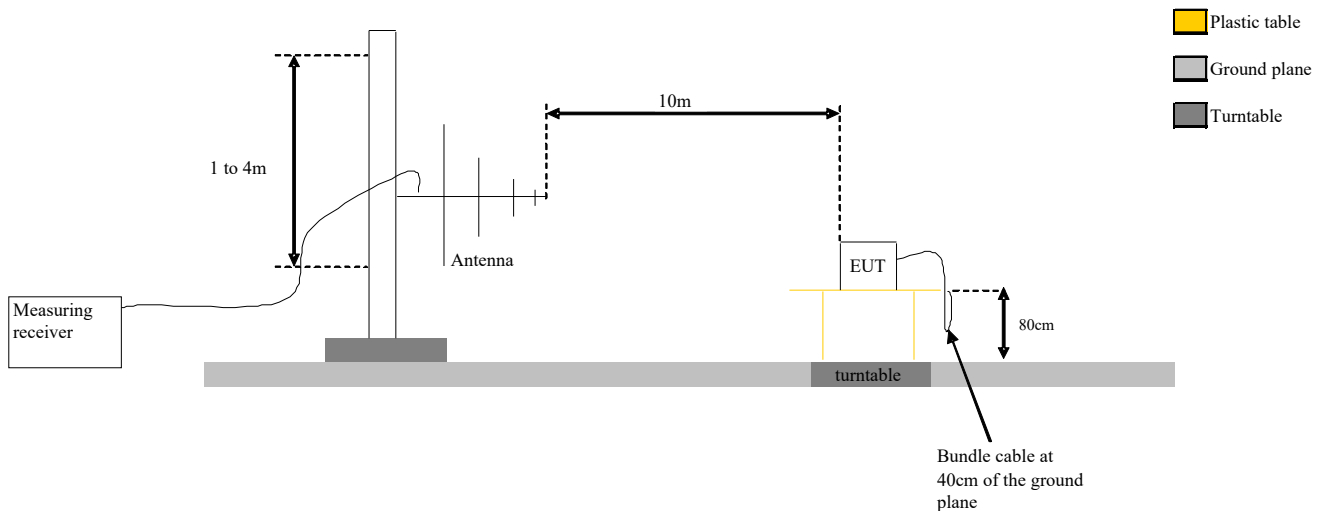 Plastic table
Ground plane
Turntable
10m
1 to 4m
Antenna
EUT
Measuring
receiver
80cm
turntable
Bundle cable at
40cm of the ground
plane